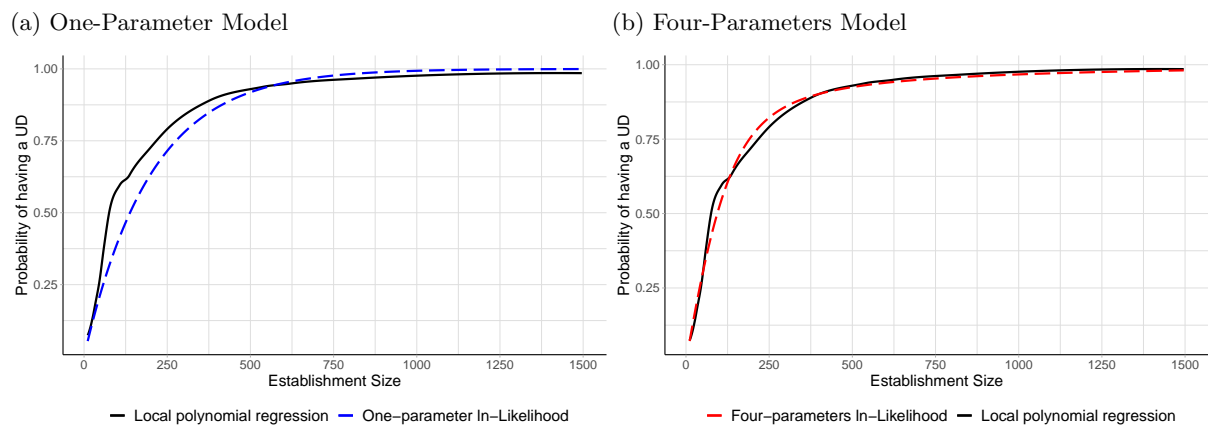 (a) One-Parameter Model
Probability of having a UD
1.00
0.75
0.50
0.25
0 250 500 750 1000 1250 1500
Establishment Size
Local polynomial regression One−parameter ln−Likelihood
(b) Four-Parameters Model
Probability of having a UD
1.00
0.75
0.50
0.25
0 250 500 750 1000 1250 1500
Establishment Size
Four−parameters ln−Likelihood Local polynomial regression